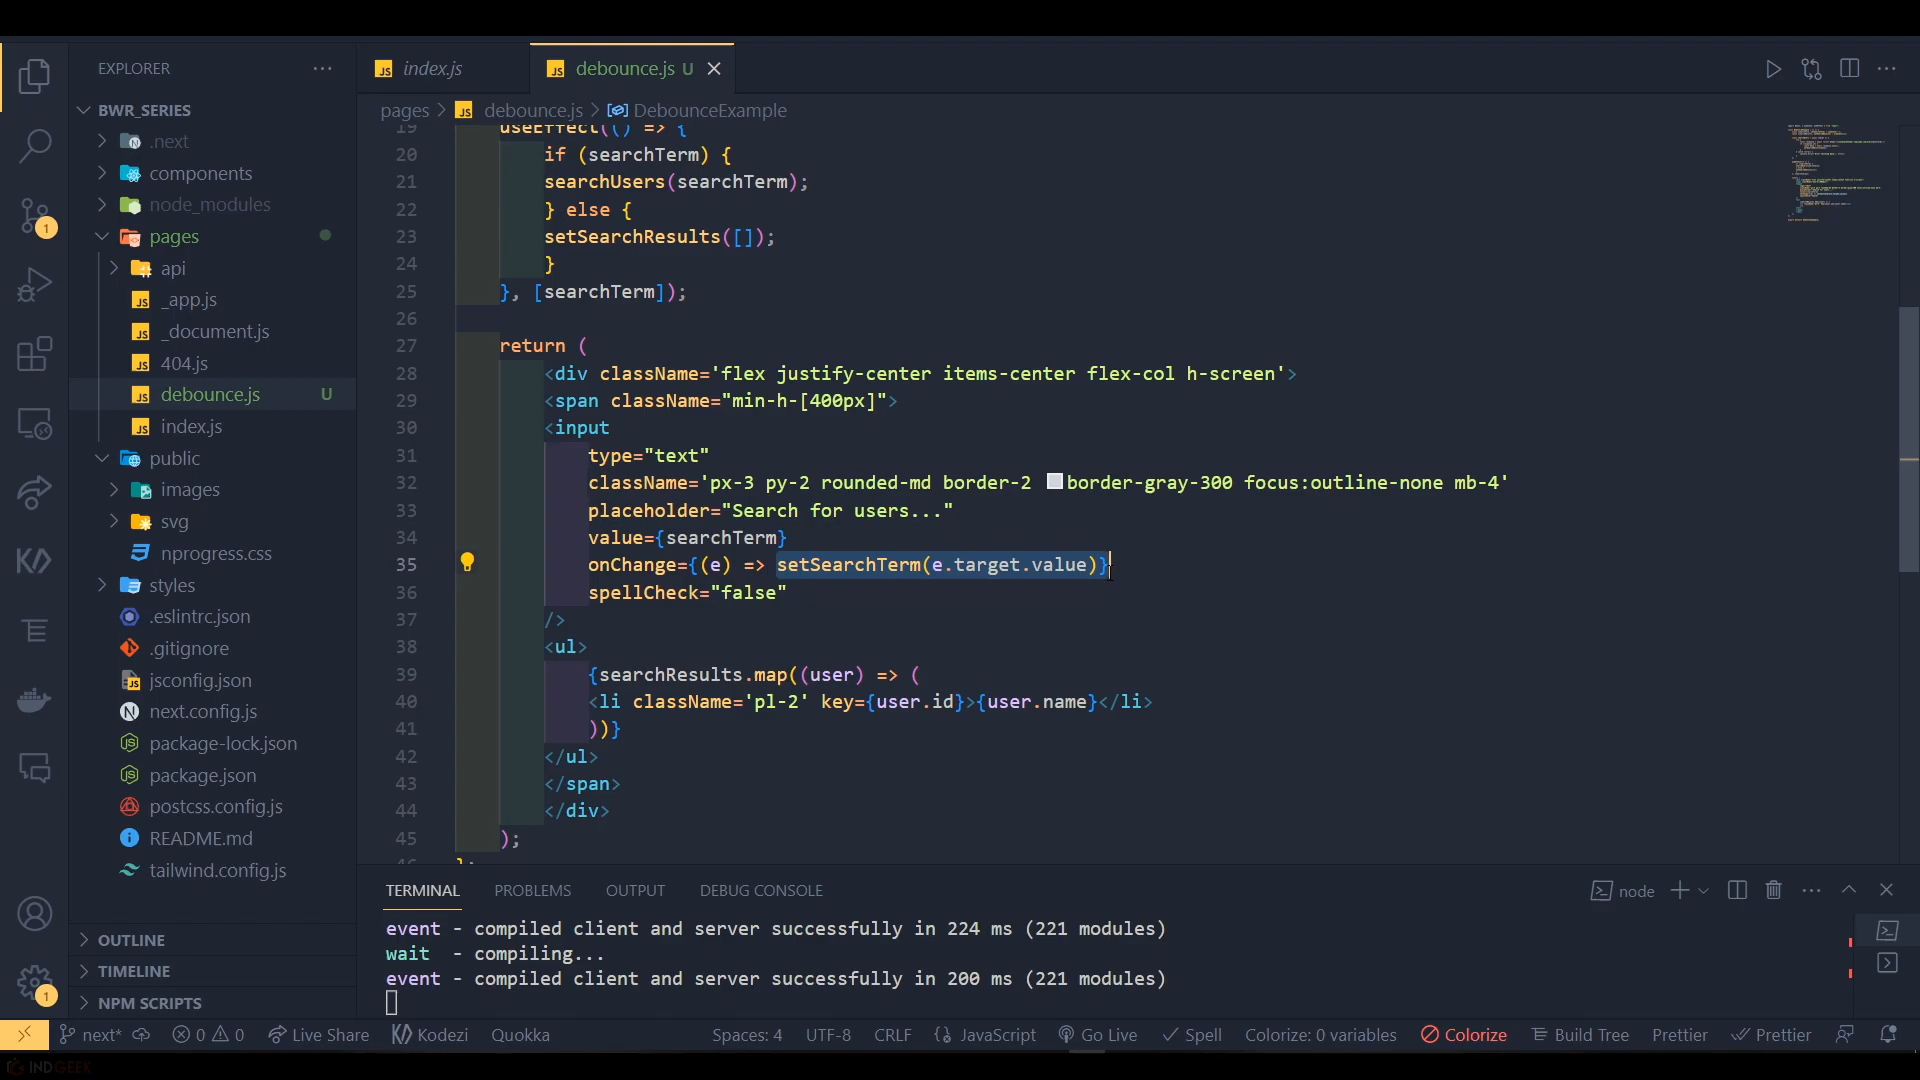 EXPLORER
BWR_SERIES
.next
components
node_modules
pages
api
_app.js
_document.js
404.js
debounce.js U
index.js
public
images
svg
nprogress.css
styles
.eslintrc.json
.gitignore
jsconfig.json
next.config.js
package-lock.json
package.json
postcss.config.js
README.md
tailwind.config.js
OUTLINE
TIMELINE
NPM SCRIPTS
1
1
index.js
debounce.js U
pages > debounce.js > DebounceExample
19 useEffect(() => {
20 if (searchTerm) {
21 searchUsers(searchTerm);
22 } else {
23 setSearchResults([]);
24 }
25 }, [searchTerm]);
26
27 return (
28 <div className='flex justify-center items-center flex-col h-screen'>
29 <span className="min-h-[400px]">
30 <input
31 type="text"
32 className='px-3 py-2 rounded-md border-2 border-gray-300 focus:outline-none mb-4'
33 placeholder="Search for users..."
34 value={searchTerm}
35 onChange={(e) => setSearchTerm(e.target.value)}
36 spellCheck="false"
37 />
38 <ul>
39 {searchResults.map((user) => (
40 <li className='pl-2' key={user.id}>{user.name}</li>
41 ))}
42 </ul>
43 </span>
44 </div>
45 );
46 };
TERMINAL PROBLEMS OUTPUT DEBUG CONSOLE node
event - compiled client and server successfully in 224 ms (221 modules)
wait - compiling...
event - compiled client and server successfully in 200 ms (221 modules)
next* 0 0 Live Share Kodezi Quokka Spaces: 4 UTF-8 CRLF JavaScript Go Live Spell Colorize: 0 variables Colorize Build Tree Prettier Prettier
INDGEEK